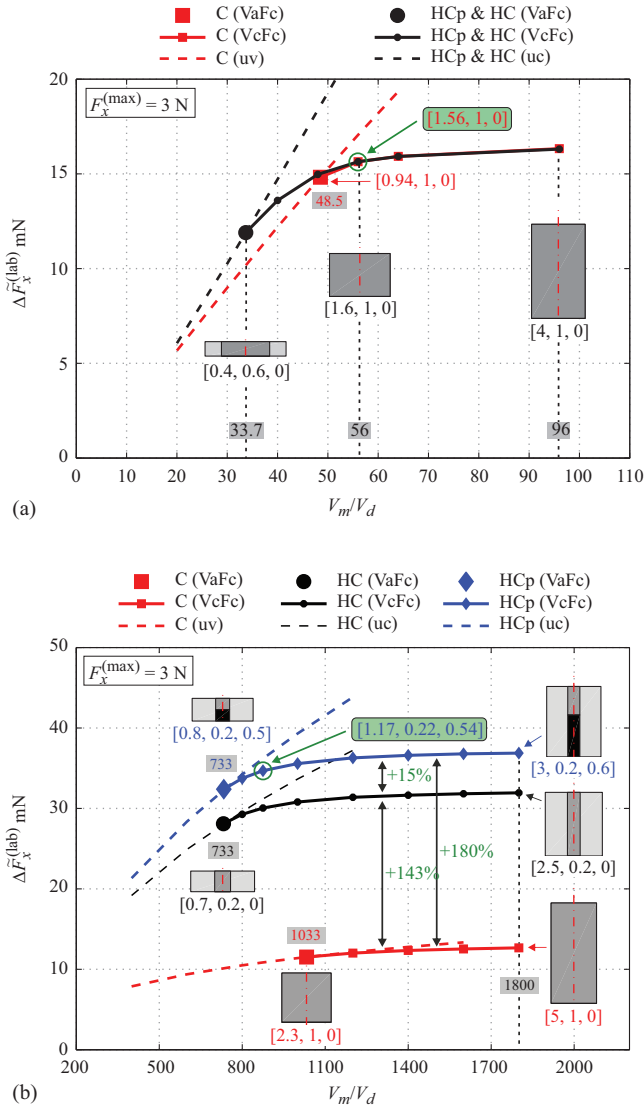 C (VaFc) HCp & HC (VaFc)
C (VcFc) HCp & HC (VcFc)
C (uv) HCp & HC (uc)
20
F_x^(max) = 3 N
[1.56, 1, 0]
15
[0.94, 1, 0]
48.5
ΔF̃_x^(lab) mN
10
[1.6, 1, 0]
[4, 1, 0]
5
[0.4, 0.6, 0]
33.7 56 96
0
0 10 20 30 40 50 60 70 80 90 100 110
(a)
V_m/V_d
C (VaFc) HC (VaFc) HCp (VaFc)
C (VcFc) HC (VcFc) HCp (VcFc)
C (uv) HC (uc) HCp (uc)
50
F_x^(max) = 3 N
40
[0.8, 0.2, 0.5]
[1.17, 0.22, 0.54]
733
+15%
[3, 0.2, 0.6]
30
ΔF̃_x^(lab) mN
733
[0.7, 0.2, 0]
+180%
+143%
[2.5, 0.2, 0]
20
1033
10
1800
[2.3, 1, 0]
[5, 1, 0]
0
200 500 800 1100 1400 1700 2000
(b)
V_m/V_d